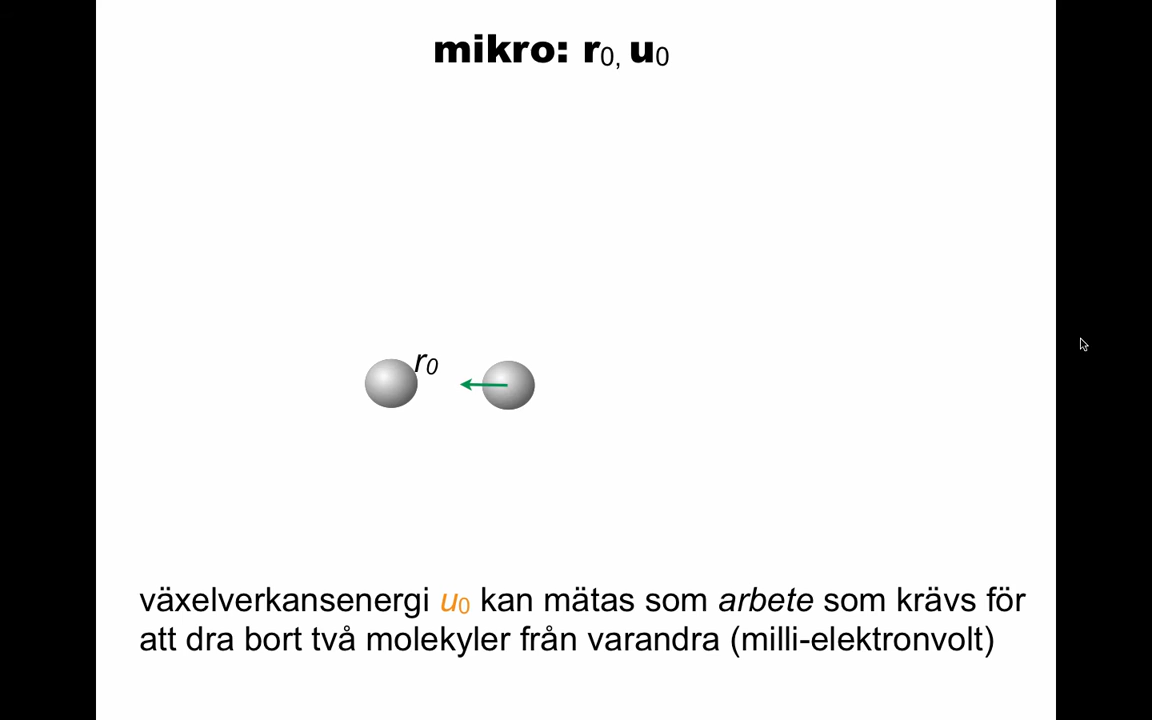 mikro: r0, u0
r0
växelverkansenergi u0 kan mätas som arbete som krävs för
att dra bort två molekyler från varandra (milli-elektronvolt)